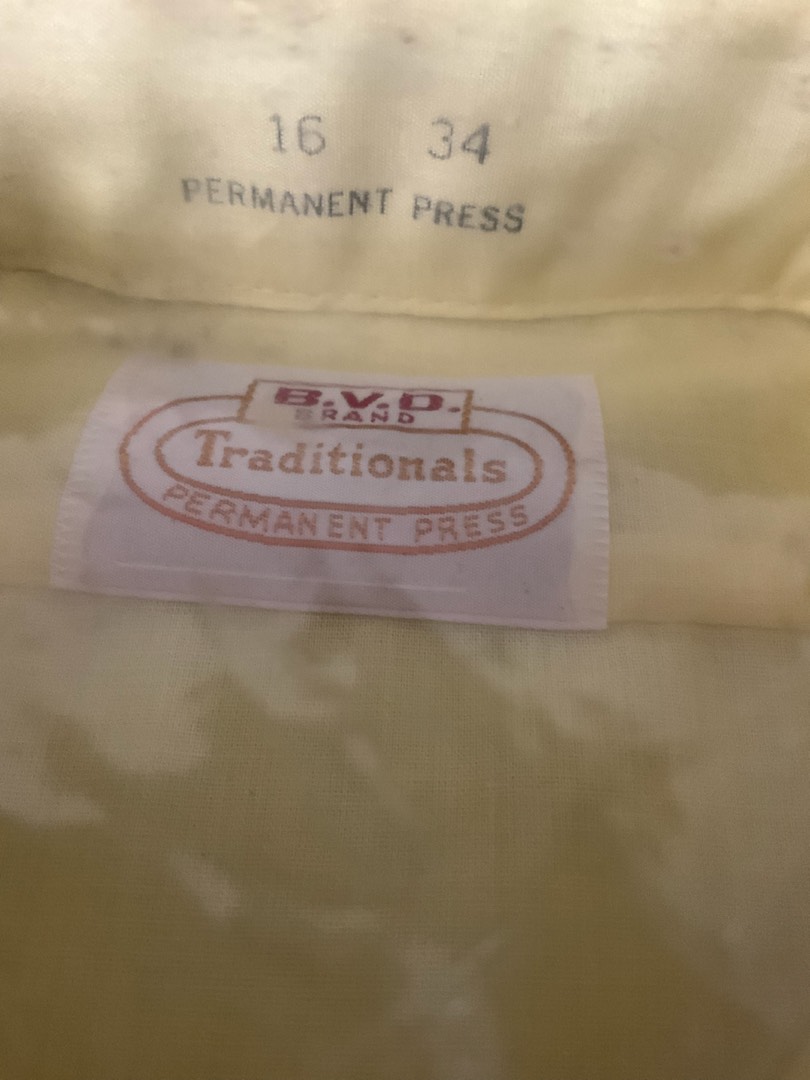 16 34
PERMANENT PRESS
B.V.D.
BRAND
Traditionals
PERMANENT PRESS